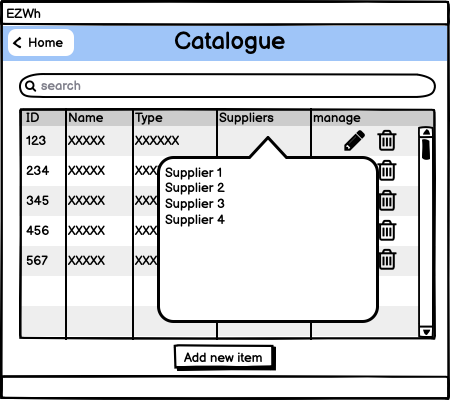 EZWh
Home
Catalogue
search
ID Name Type Suppliers manage
123 XXXXX XXXXXX
234 XXXXX XXX
345 XXXXX XXX
456 XXXXX XXX
567 XXXXX XXX
Supplier 1
Supplier 2
Supplier 3
Supplier 4
Add new item